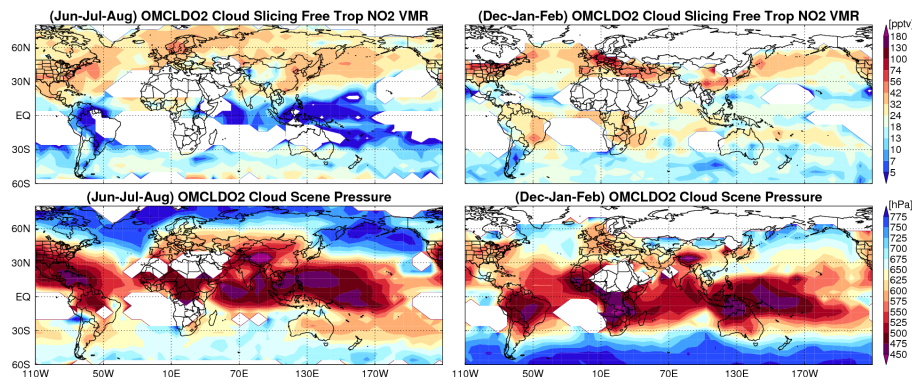 (Jun-Jul-Aug) OMCLDO2 Cloud Slicing Free Trop NO2 VMR
(Dec-Jan-Feb) OMCLDO2 Cloud Slicing Free Trop NO2 VMR
[pptv]
60N
30N
EQ
30S
60S
180
130
100
74
56
42
32
24
18
13
10
5
(Jun-Jul-Aug) OMCLDO2 Cloud Scene Pressure
(Dec-Jan-Feb) OMCLDO2 Cloud Scene Pressure
[hPa]
60N
30N
EQ
30S
60S
775
750
725
700
675
650
625
600
575
550
525
500
475
450
110W 50W 10E 70E 130E 170W
110W 50W 10E 70E 130E 170W